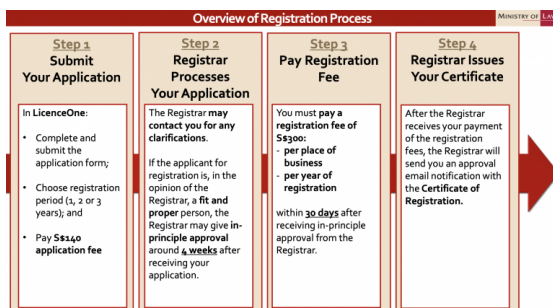 Overview of Registration Process
MINISTRY OF LAW
Step 1
Submit
Your Application
In LicenceOne:
• Complete and
submit the
application form;
• Choose registration
period (1, 2 or 3
years); and
• Pay S$140
application fee
Step 2
Registrar
Processes
Your Application
The Registrar may
contact you for any
clarifications.
If the applicant for
registration is, in the
opinion of the
Registrar, a fit and
proper person, the
Registrar may give in-
principle approval
around 4 weeks after
receiving your
application.
Step 3
Pay Registration
Fee
You must pay a
registration fee of
S$300:
- per place of
business
- per year of
registration
within 30 days after
receiving in-principle
approval from the
Registrar.
Step 4
Registrar Issues
Your Certificate
After the Registrar
receives your payment
of the registration
fees, the Registrar will
send you an approval
email notification with
the Certificate of
Registration.